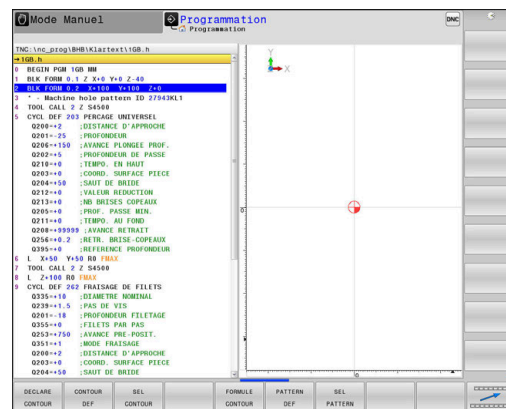 Mode Manuel
Programmation
Programmation
DNC
TNC:\nc_prog\BHB\Klartext\1GB.h
→1GB.h
0 BEGIN PGM 1GB MM
1 BLK FORM 0.1 Z X+0 Y+0 Z-40
2 BLK FORM 0.2 X+100 Y+100 Z+0
3 * - Machine hole pattern ID 27943KL1
4 TOOL CALL 2 Z S4500
5 CYCL DEF 203 PERCAGE UNIVERSEL
Q200=+2 ;DISTANCE D'APPROCHE
Q201=-25 ;PROFONDEUR
Q206=+150 ;AVANCE PLONGEE PROF.
Q202=+5 ;PROFONDEUR DE PASSE
Q210=+0 ;TEMPO. EN HAUT
Q203=+0 ;COORD. SURFACE PIECE
Q204=+50 ;SAUT DE BRIDE
Q212=+0 ;VALEUR REDUCTION
Q213=+0 ;NB BRISES COPEAUX
Q205=+0 ;PROF. PASSE MIN.
Q211=+0 ;TEMPO. AU FOND
Q208=+99999 ;AVANCE RETRAIT
Q256=+0.2 ;RETR. BRISE-COPEAUX
Q395=+0 ;REFERENCE PROFONDEUR
6 L X+50 Y+50 R0 FMAX
7 TOOL CALL 2 Z S4500
8 L Z+100 R0 FMAX
9 CYCL DEF 262 FRAISAGE DE FILETS
Q335=+10 ;DIAMETRE NOMINAL
Q239=+1.5 ;PAS DE VIS
Q201=-18 ;PROFONDEUR FILETAGE
Q355=+0 ;FILETS PAR PAS
Q253=+750 ;AVANCE PRE-POSIT.
Q351=+1 ;MODE FRAISAGE
Q200=+2 ;DISTANCE D'APPROCHE
Q203=+0 ;COORD. SURFACE PIECE
Q204=+50 ;SAUT DE BRIDE
Y
X
0
0
DECLARE CONTOUR
CONTOUR DEF
SEL CONTOUR
FORMULE CONTOUR
PATTERN DEF
SEL PATTERN